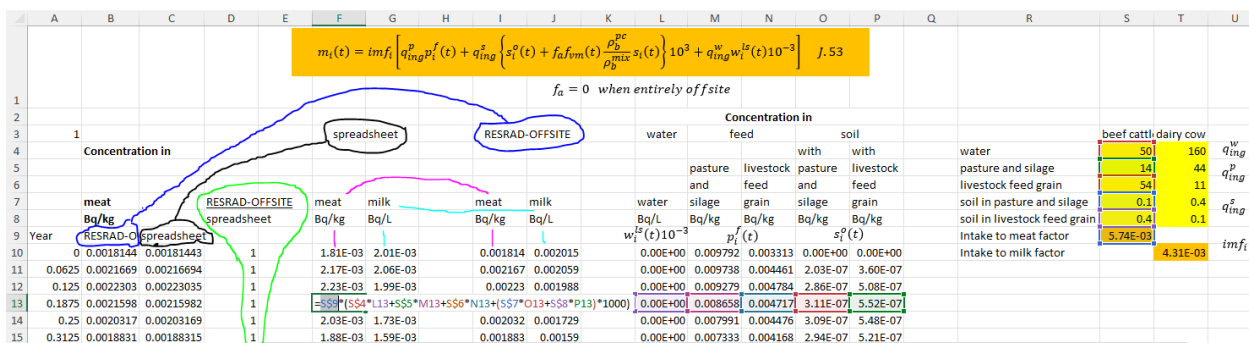 A B C D E F G H I J K L M N O P Q R S T U
1 m_i(t) = imf_i [ q^p_ing p^f_i(t) + q^s_ing { s^o_i(t) + f_a f_vm(t) ρ^pc_b / ρ^mix_b s_i(t) } 10^3 + q^w_ing w^ls_i(t)10^-3 ] J.53
f_a = 0 when entirely offsite
2 Concentration in
3 1 spreadsheet RESRAD-OFFSITE water feed soil beef cattl dairy cow
4 Concentration in with with water 50 160 q^w_ing
5 pasture livestock pasture livestock pasture and silage 14 44 q^p_ing
6 and feed and feed livestock feed grain 54 11
7 meat RESRAD-OFFSITE meat milk meat milk water silage grain silage grain soil in pasture and silage 0.1 0.4 q^s_ing
8 Bq/kg spreadsheet Bq/kg Bq/L Bq/kg Bq/L Bq/L Bq/kg Bq/kg Bq/kg Bq/kg soil in livestock feed grain 0.4 0.1
9 Year RESRAD-O spreadsheet w^ls_i(t)10^-3 p^f_i(t) s^o_i(t) Intake to meat factor 5.74E-03 imf_i
10 0 0.0018144 0.00181443 1 1.81E-03 2.01E-03 0.001814 0.002015 0.00E+00 0.009792 0.003313 0.00E+00 0.00E+00 Intake to milk factor 4.31E-03
11 0.0625 0.0021669 0.00216694 1 2.17E-03 2.06E-03 0.002167 0.002059 0.00E+00 0.009738 0.004461 2.03E-07 3.60E-07
12 0.125 0.0022303 0.00223035 1 2.23E-03 1.99E-03 0.00223 0.001988 0.00E+00 0.009279 0.004784 2.86E-07 5.08E-07
13 0.1875 0.0021598 0.00215982 1 =S$9*(S$4*L13+S$5*M13+S$6*N13+(S$7*O13+S$8*P13)*1000) 0.00E+00 0.008658 0.004717 3.11E-07 5.52E-07
14 0.25 0.0020317 0.00203169 1 2.03E-03 1.73E-03 0.002032 0.001729 0.00E+00 0.007991 0.004476 3.09E-07 5.48E-07
15 0.3125 0.0018831 0.00188315 1 1.88E-03 1.59E-03 0.001883 0.00159 0.00E+00 0.007333 0.004168 2.94E-07 5.21E-07